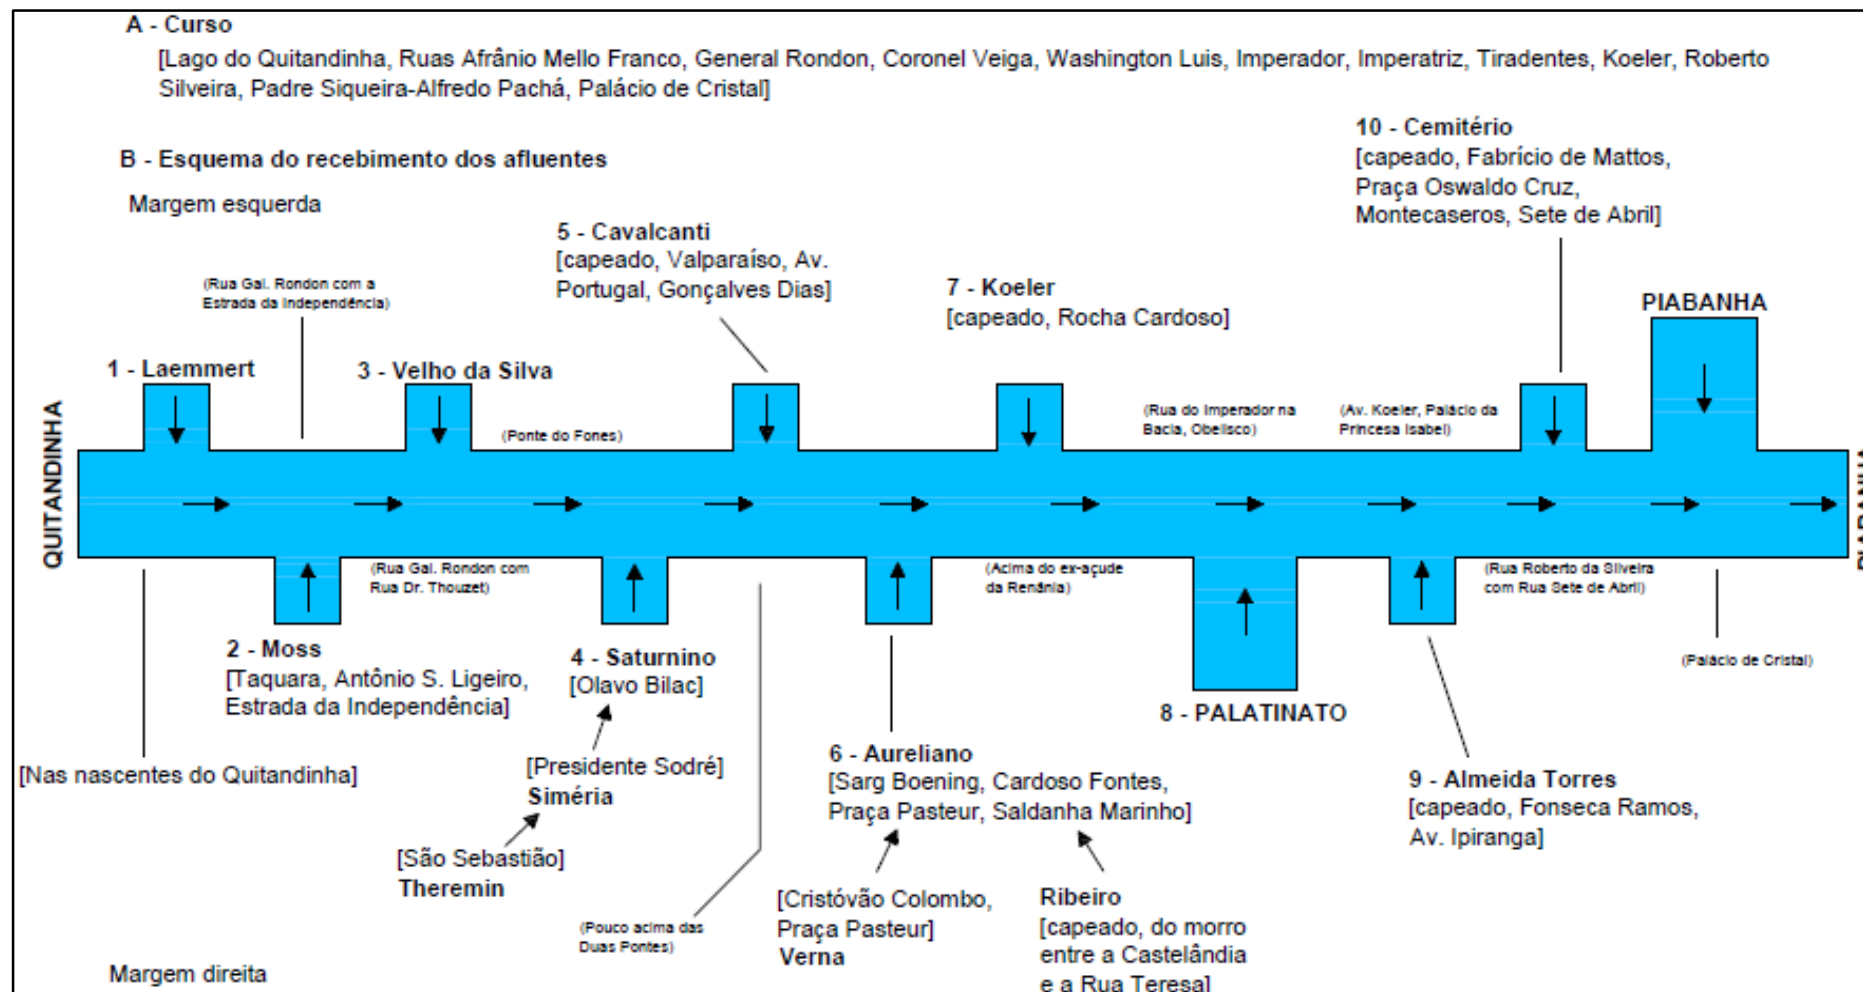 A - Curso
[Lago do Quitandinha, Ruas Afrânio Mello Franco, General Rondon, Coronel Veiga, Washington Luis, Imperador, Imperatriz, Tiradentes, Koeler, Roberto
Silveira, Padre Siqueira-Alfredo Pachá, Palácio de Cristal]
B - Esquema do recebimento dos afluentes
Margem esquerda
10 - Cemitério
[capeado, Fabrício de Mattos,
Praça Oswaldo Cruz,
Montecaseros, Sete de Abril]
5 - Cavalcanti
[capeado, Valparaíso, Av.
Portugal, Gonçalves Dias]
(Rua Gal. Rondon com a
Estrada da Independência)
7 - Koeler
[capeado, Rocha Cardoso]
PIABANHA
1 - Laemmert
3 - Velho da Silva
(Ponte do Fones)
(Rua do Imperador na
Bacia, Obelisco)
(Av. Koeler, Palácio da
Princesa Isabel)
QUITANDINHA
PIABANHA
(Rua Gal. Rondon com
Rua Dr. Thouzet)
(Acima do ex-açude
da Renânia)
(Rua Roberto da Silveira
com Rua Sete de Abril)
2 - Moss
[Taquara, Antônio S. Ligeiro,
Estrada da Independência]
4 - Saturnino
[Olavo Bilac]
(Palácio de Cristal)
8 - PALATINATO
[Nas nascentes do Quitandinha]
[Presidente Sodré]
Siméria
6 - Aureliano
[Sarg Boening, Cardoso Fontes,
Praça Pasteur, Saldanha Marinho]
9 - Almeida Torres
[capeado, Fonseca Ramos,
Av. Ipiranga]
[São Sebastião]
Theremin
(Pouco acima das
Duas Pontes)
[Cristóvão Colombo,
Praça Pasteur]
Verna
Ribeiro
[capeado, do morro
entre a Castelândia
e a Rua Teresa]
Margem direita